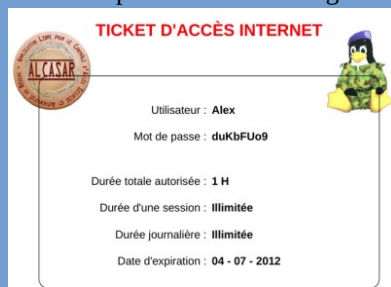 TICKET D'ACCÈS INTERNET
ALCASAR
Utilisateur : Alex
Mot de passe : duKbFUo9
Durée totale autorisée : 1 H
Durée d'une session : Illimitée
Durée journalière : Illimitée
Date d'expiration : 04 - 07 - 2012